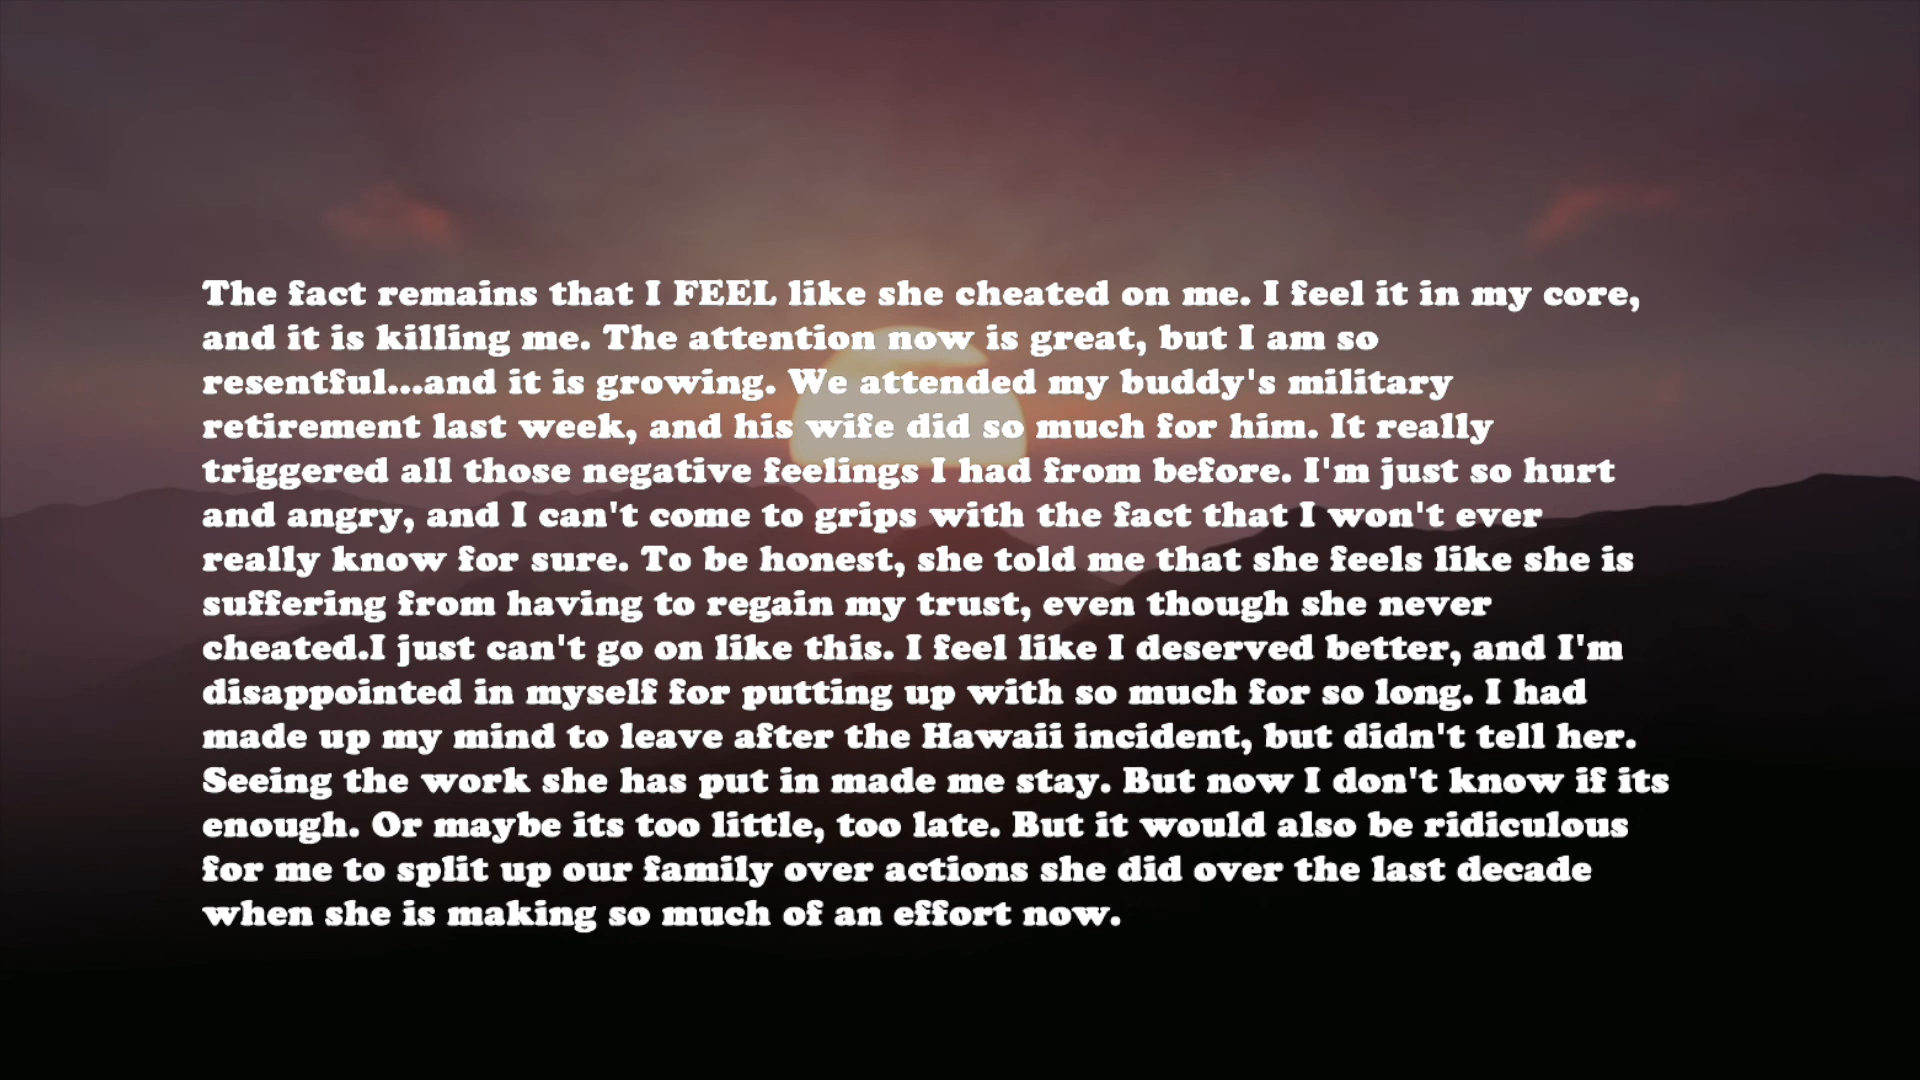 The fact remains that I FEEL like she cheated on me. I feel it in my core,
and it is killing me. The attention now is great, but I am so
resentful...and it is growing. We attended my buddy's military
retirement last week, and his wife did so much for him. It really
triggered all those negative feelings I had from before. I'm just so hurt
and angry, and I can't come to grips with the fact that I won't ever
really know for sure. To be honest, she told me that she feels like she is
suffering from having to regain my trust, even though she never
cheated.I just can't go on like this. I feel like I deserved better, and I'm
disappointed in myself for putting up with so much for so long. I had
made up my mind to leave after the Hawaii incident, but didn't tell her.
Seeing the work she has put in made me stay. But now I don't know if its
enough. Or maybe its too little, too late. But it would also be ridiculous
for me to split up our family over actions she did over the last decade
when she is making so much of an effort now.